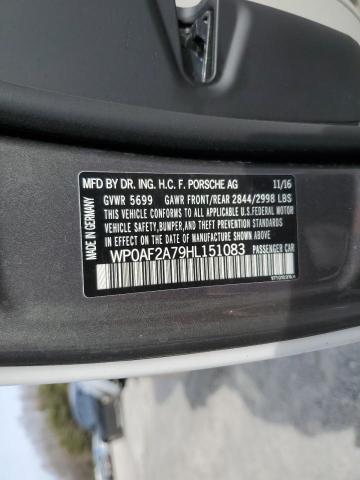 MFD BY DR. ING. H.C. F. PORSCHE AG 11/16
GVWR 5699 GAWR FRONT/REAR 2844/2998 LBS
THIS VEHICLE CONFORMS TO ALL
APPLICABLE U.S.FEDERAL MOTOR
VEHICLE SAFETY,BUMPER,AND THEFT
PREVENTION STANDARDS IN EFFECT
ON THE DATE OF MANUFACTURE
SHOWN ABOVE
WP0AF2A79HL151083 PASSENGER CAR
MADE IN GERMANY